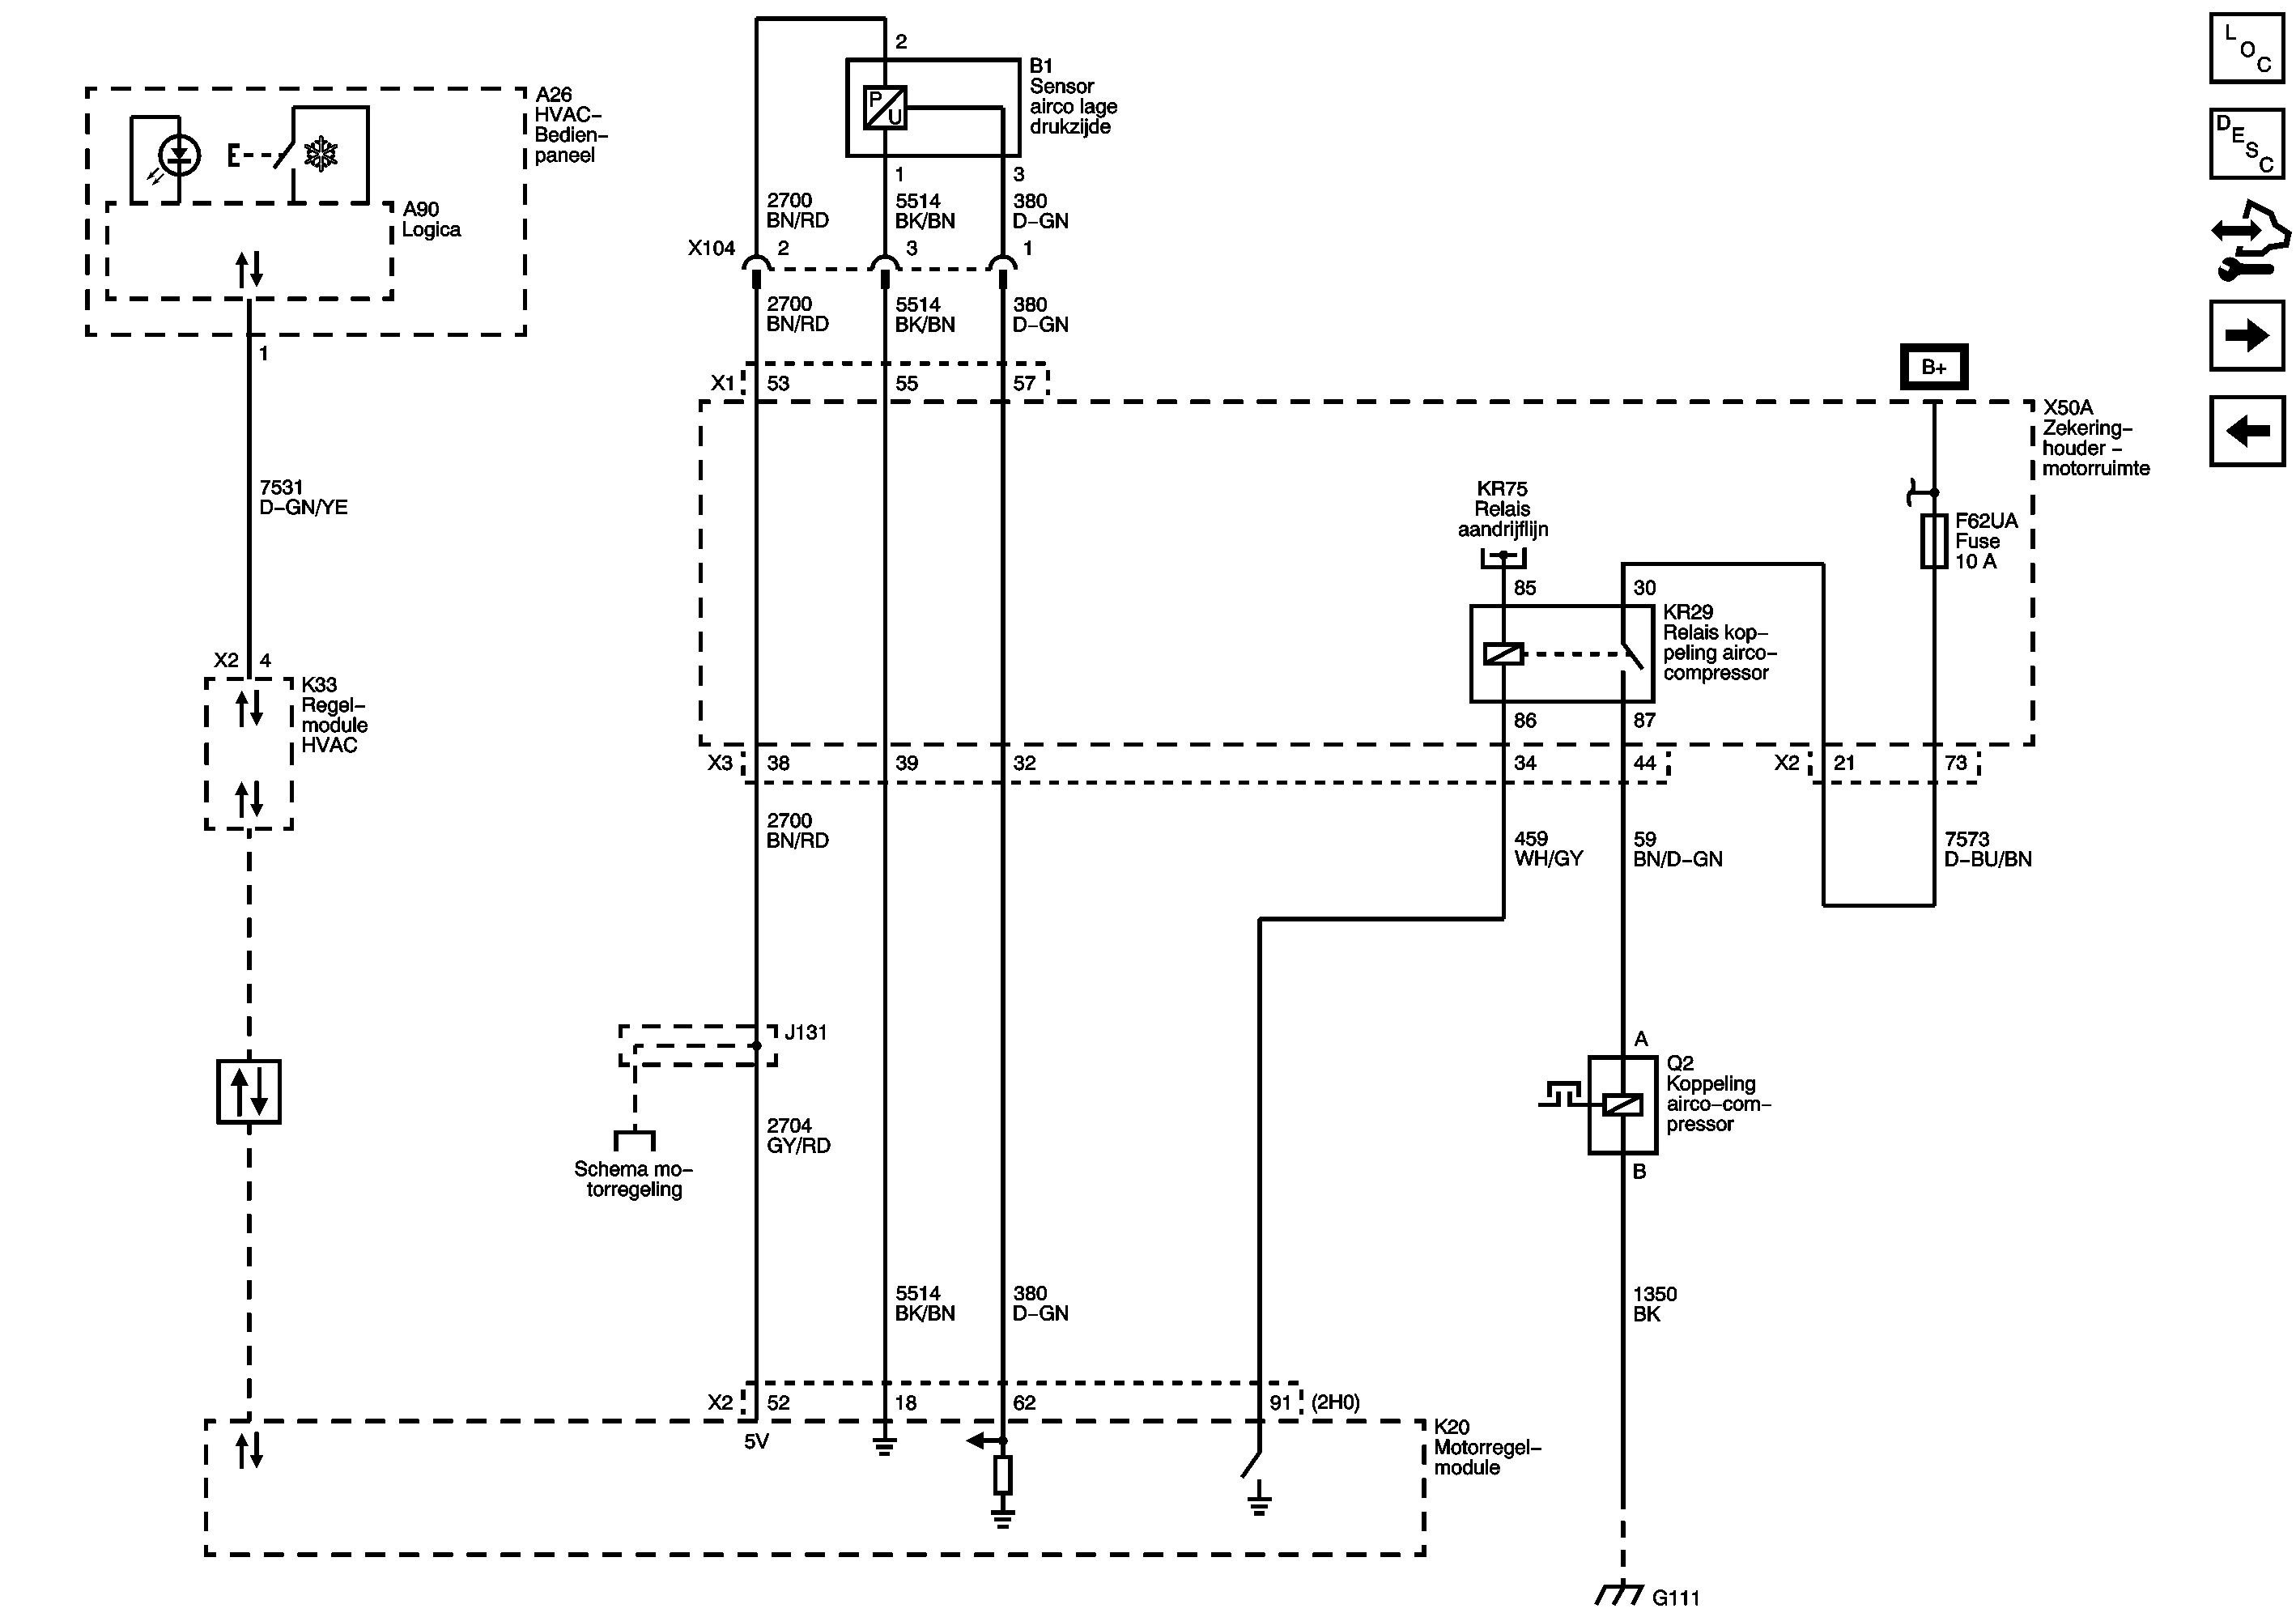 2
B1
Sensor
airco lage
drukzijde
P
U
1
3
A26
HVAC–
Bedien–
paneel
E
A90
Logica
1
7531
D–GN/YE
X2 4
K33
Regel–
module
HVAC
2700
BN/RD
5514
BK/BN
380
D–GN
X104 2 3 1
2700
BN/RD
5514
BK/BN
380
D–GN
X1 53 55 57
B+
X50A
Zekering–
houder –
motorruimte
F62UA
Fuse
10 A
KR75
Relais
aandrijflijn
85 30
KR29
Relais kop–
peling airco–
compressor
86 87
X3 38 39 32 34 44 X2 21 73
2700
BN/RD
459
WH/GY
59
BN/D–GN
7573
D–BU/BN
J131
Schema mo–
torregeling
2704
GY/RD
A
Q2
Koppeling
airco–com–
pressor
B
5514
BK/BN
380
D–GN
1350
BK
X2 52 18 62 91 (2H0)
5V
K20
Motorregel–
module
G111
L
O
C
D
E
S
C